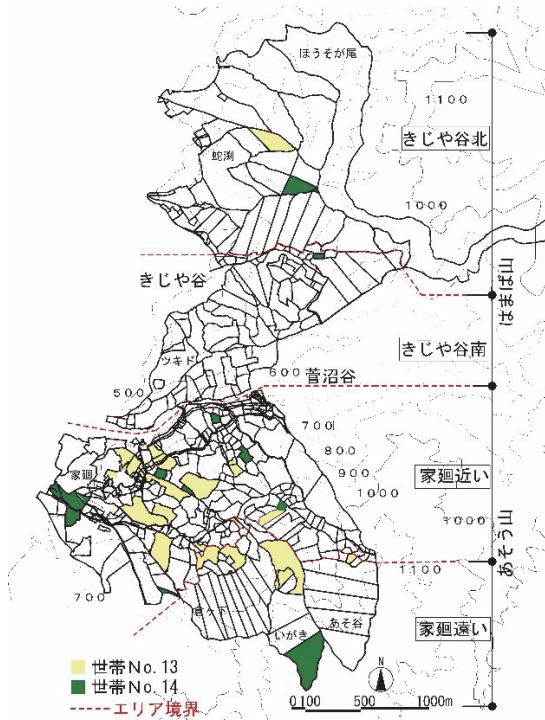 ほうそが尾
1100
きじや谷北
蛇渕
1000
きじや谷
はまば山
きじや谷南
ツキド
600
菅沼谷
500
700
800
家廻
900
家廻近い
1000
1000
あそう山
1100
700
あそ谷
いがき
家廻遠い
世帯No.13
世帯No.14
エリア境界
N
0 100 500 1000m